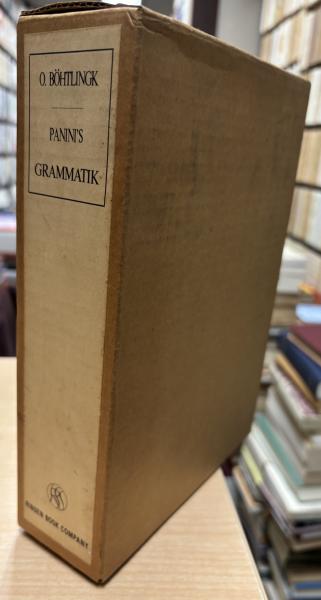 O. BÖHTLINGK
PANINI'S
GRAMMATIK
RINSEN BOOK COMPANY